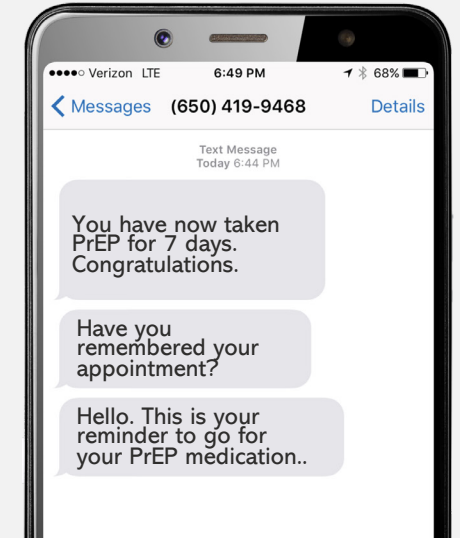 Verizon LTE 6:49 PM 68%
Messages (650) 419-9468 Details
Text Message
Today 6:44 PM
You have now taken
PrEP for 7 days.
Congratulations.
Have you
remembered your
appointment?
Hello. This is your
reminder to go for
your PrEP medication..